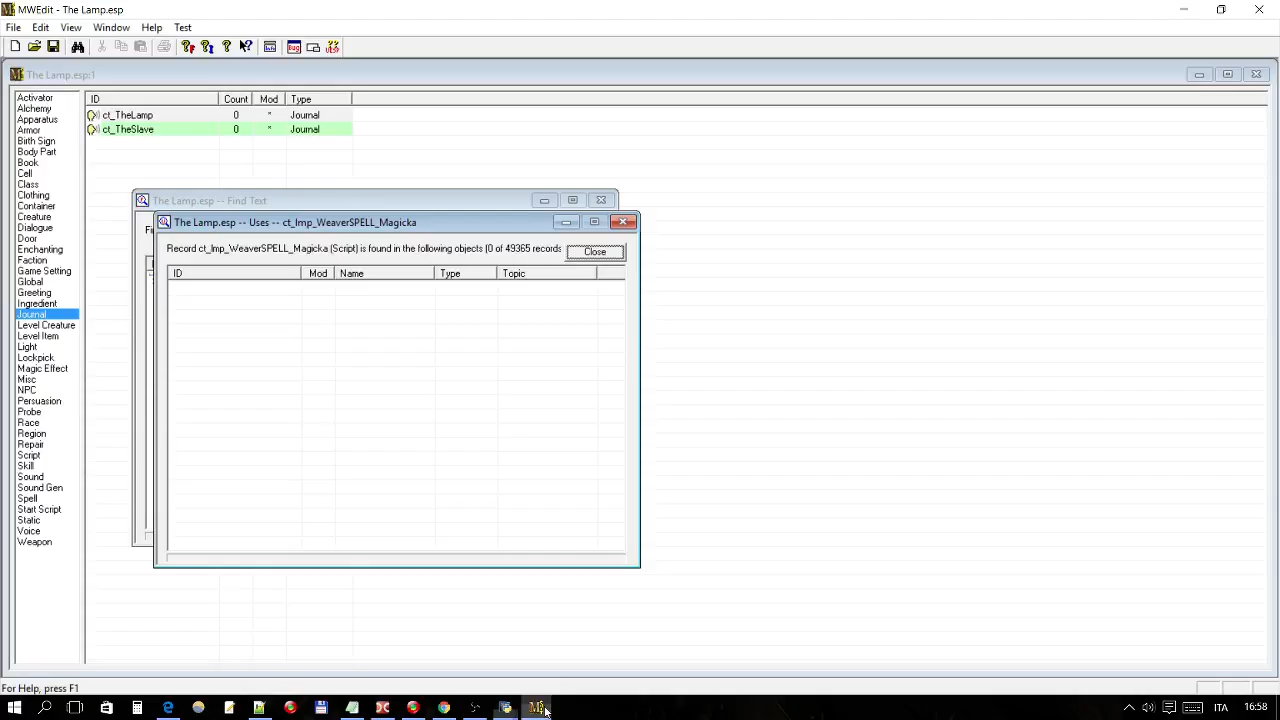 MWEdit - The Lamp.esp
File Edit View Window Help Test
The Lamp.esp:1
Activator
Alchemy
Apparatus
Armor
Birth Sign
Body Part
Book
Cell
Class
Clothing
Container
Creature
Dialogue
Door
Enchanting
Faction
Game Setting
Global
Greeting
Ingredient
Journal
Level Creature
Level Item
Light
Lockpick
Magic Effect
Misc
NPC
Persuasion
Probe
Race
Region
Repair
Script
Skill
Sound
Sound Gen
Spell
Start Script
Static
Voice
Weapon
ID Count Mod Type
ct_TheLamp 0 * Journal
ct_TheSlave 0 * Journal
The Lamp.esp -- Find Text
The Lamp.esp -- Uses -- ct_Imp_WeaverSPELL_Magicka
Record ct_Imp_WeaverSPELL_Magicka (Script) is found in the following objects (0 of 49365 records
Close
ID Mod Name Type Topic
For Help, press F1
ITA 16:58